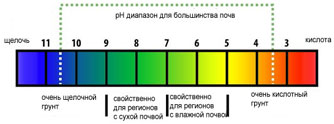 pH диапазон для большинства почв
щелочь
кислота
11 10 9 8 7 6 5 4 3
очень щелочной
грунт
свойственно
для регионов
с сухой почвой
свойственно
для регионов
с влажной почвой
очень кислотный
грунт